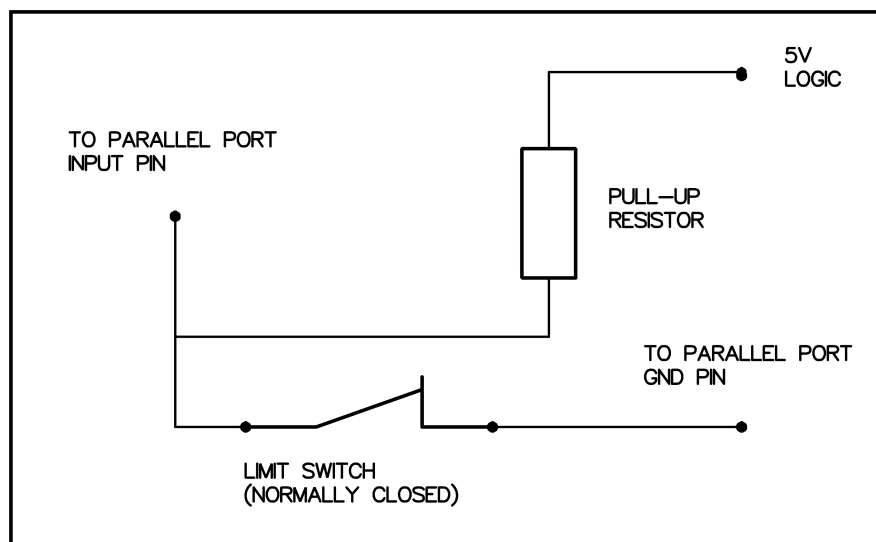 5V
LOGIC
TO PARALLEL PORT
INPUT PIN
PULL-UP
RESISTOR
TO PARALLEL PORT
GND PIN
LIMIT SWITCH
(NORMALLY CLOSED)